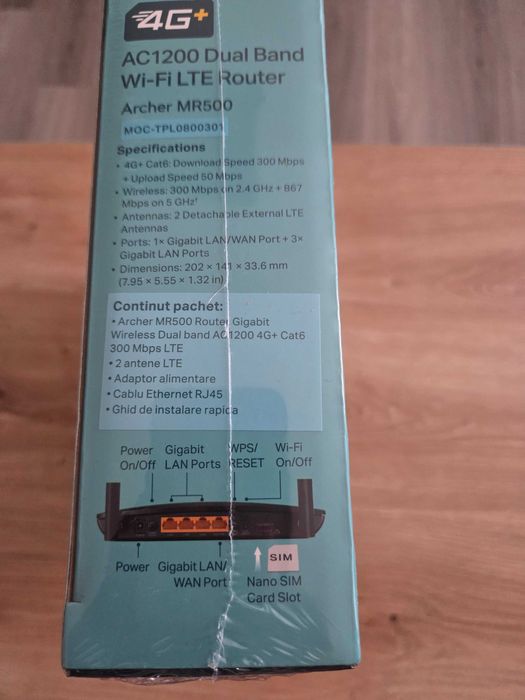 4G+
AC1200 Dual Band
Wi-Fi LTE Router
Archer MR500
MOC-TPL0800301
Specifications
• 4G+ Cat6: Download Speed 300 Mbps
+ Upload Speed 50 Mbps
• Wireless: 300 Mbps on 2.4 GHz + 867
Mbps on 5 GHz†
• Antennas: 2 Detachable External LTE
Antennas
• Ports: 1× Gigabit LAN/WAN Port + 3×
Gigabit LAN Ports
• Dimensions: 202 × 141 × 33.6 mm
(7.95 × 5.55 × 1.32 in)
Continut pachet:
• Archer MR500 Router Gigabit
Wireless Dual band AC1200 4G+ Cat6
300 Mbps LTE
• 2 antene LTE
• Adaptor alimentare
• Cablu Ethernet RJ45
• Ghid de instalare rapida
Power On/Off
Gigabit LAN Ports
WPS/ RESET
Wi-Fi On/Off
Power
Gigabit LAN/ WAN Port
SIM
Nano SIM
Card Slot